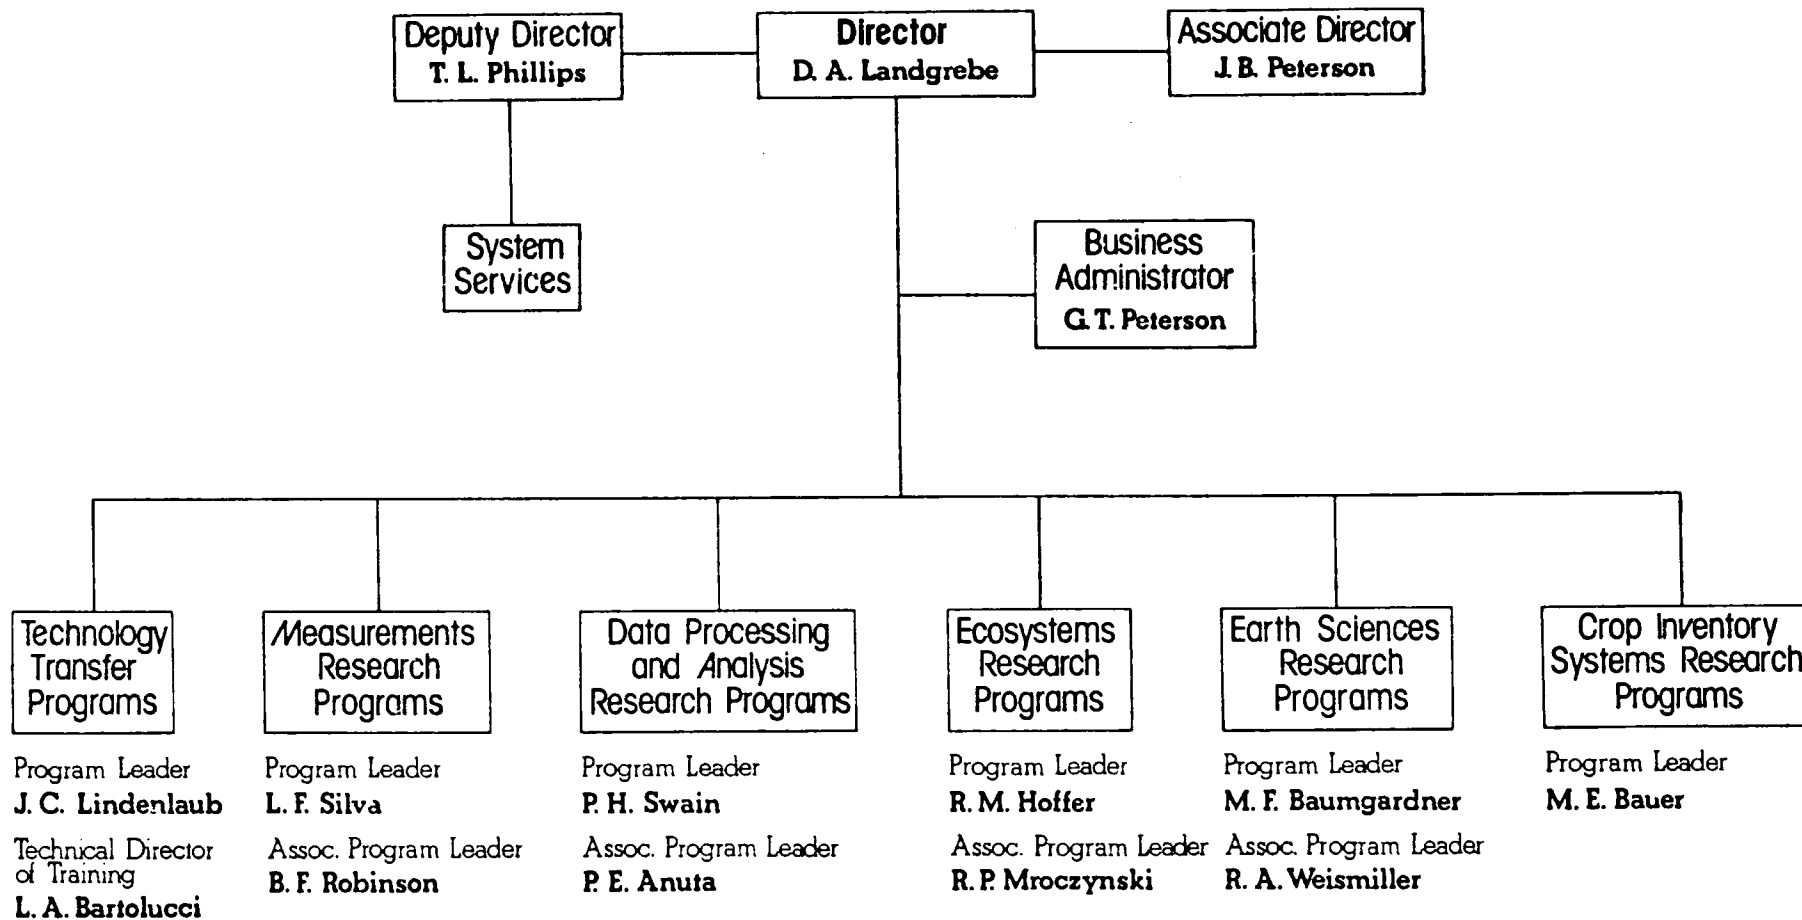 Deputy Director
T. L. Phillips
Director
D. A. Landgrebe
Associate Director
J. B. Peterson
System
Services
Business
Administrator
G. T. Peterson
Technology
Transfer
Programs
Program Leader
J. C. Lindenlaub
Technical Director
of Training
L. A. Bartolucci
Measurements
Research
Programs
Program Leader
L. F. Silva
Assoc. Program Leader
B. F. Robinson
Data Processing
and Analysis
Research Programs
Program Leader
P. H. Swain
Assoc. Program Leader
P. E. Anuta
Ecosystems
Research
Programs
Program Leader
R. M. Hoffer
Assoc. Program Leader
R. P. Mroczynski
Earth Sciences
Research
Programs
Program Leader
M. F. Baumgardner
Assoc. Program Leader
R. A. Weismiller
Crop Inventory
Systems Research
Programs
Program Leader
M. E. Bauer